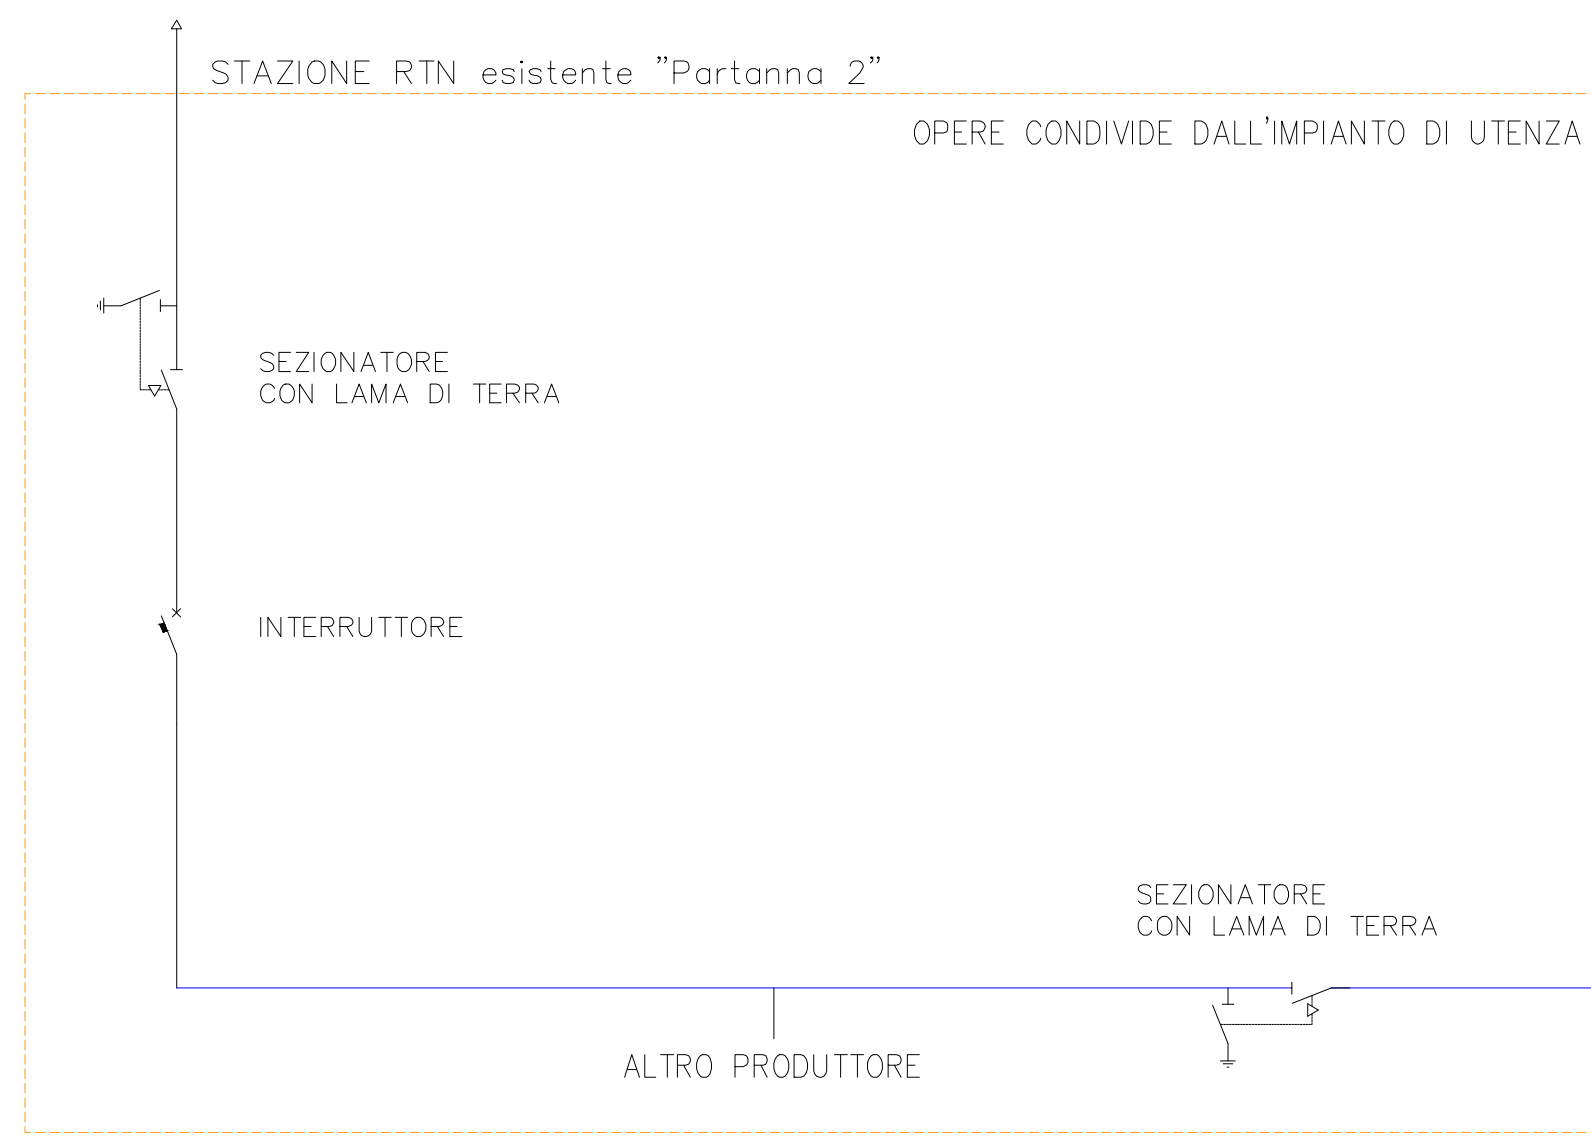 STAZIONE RTN esistente "Partanna 2"
OPERE CONDIVIDE DALL'IMPIANTO DI UTENZA
SEZIONATORE
CON LAMA DI TERRA
INTERRUTTORE
SEZIONATORE
CON LAMA DI TERRA
ALTRO PRODUTTORE